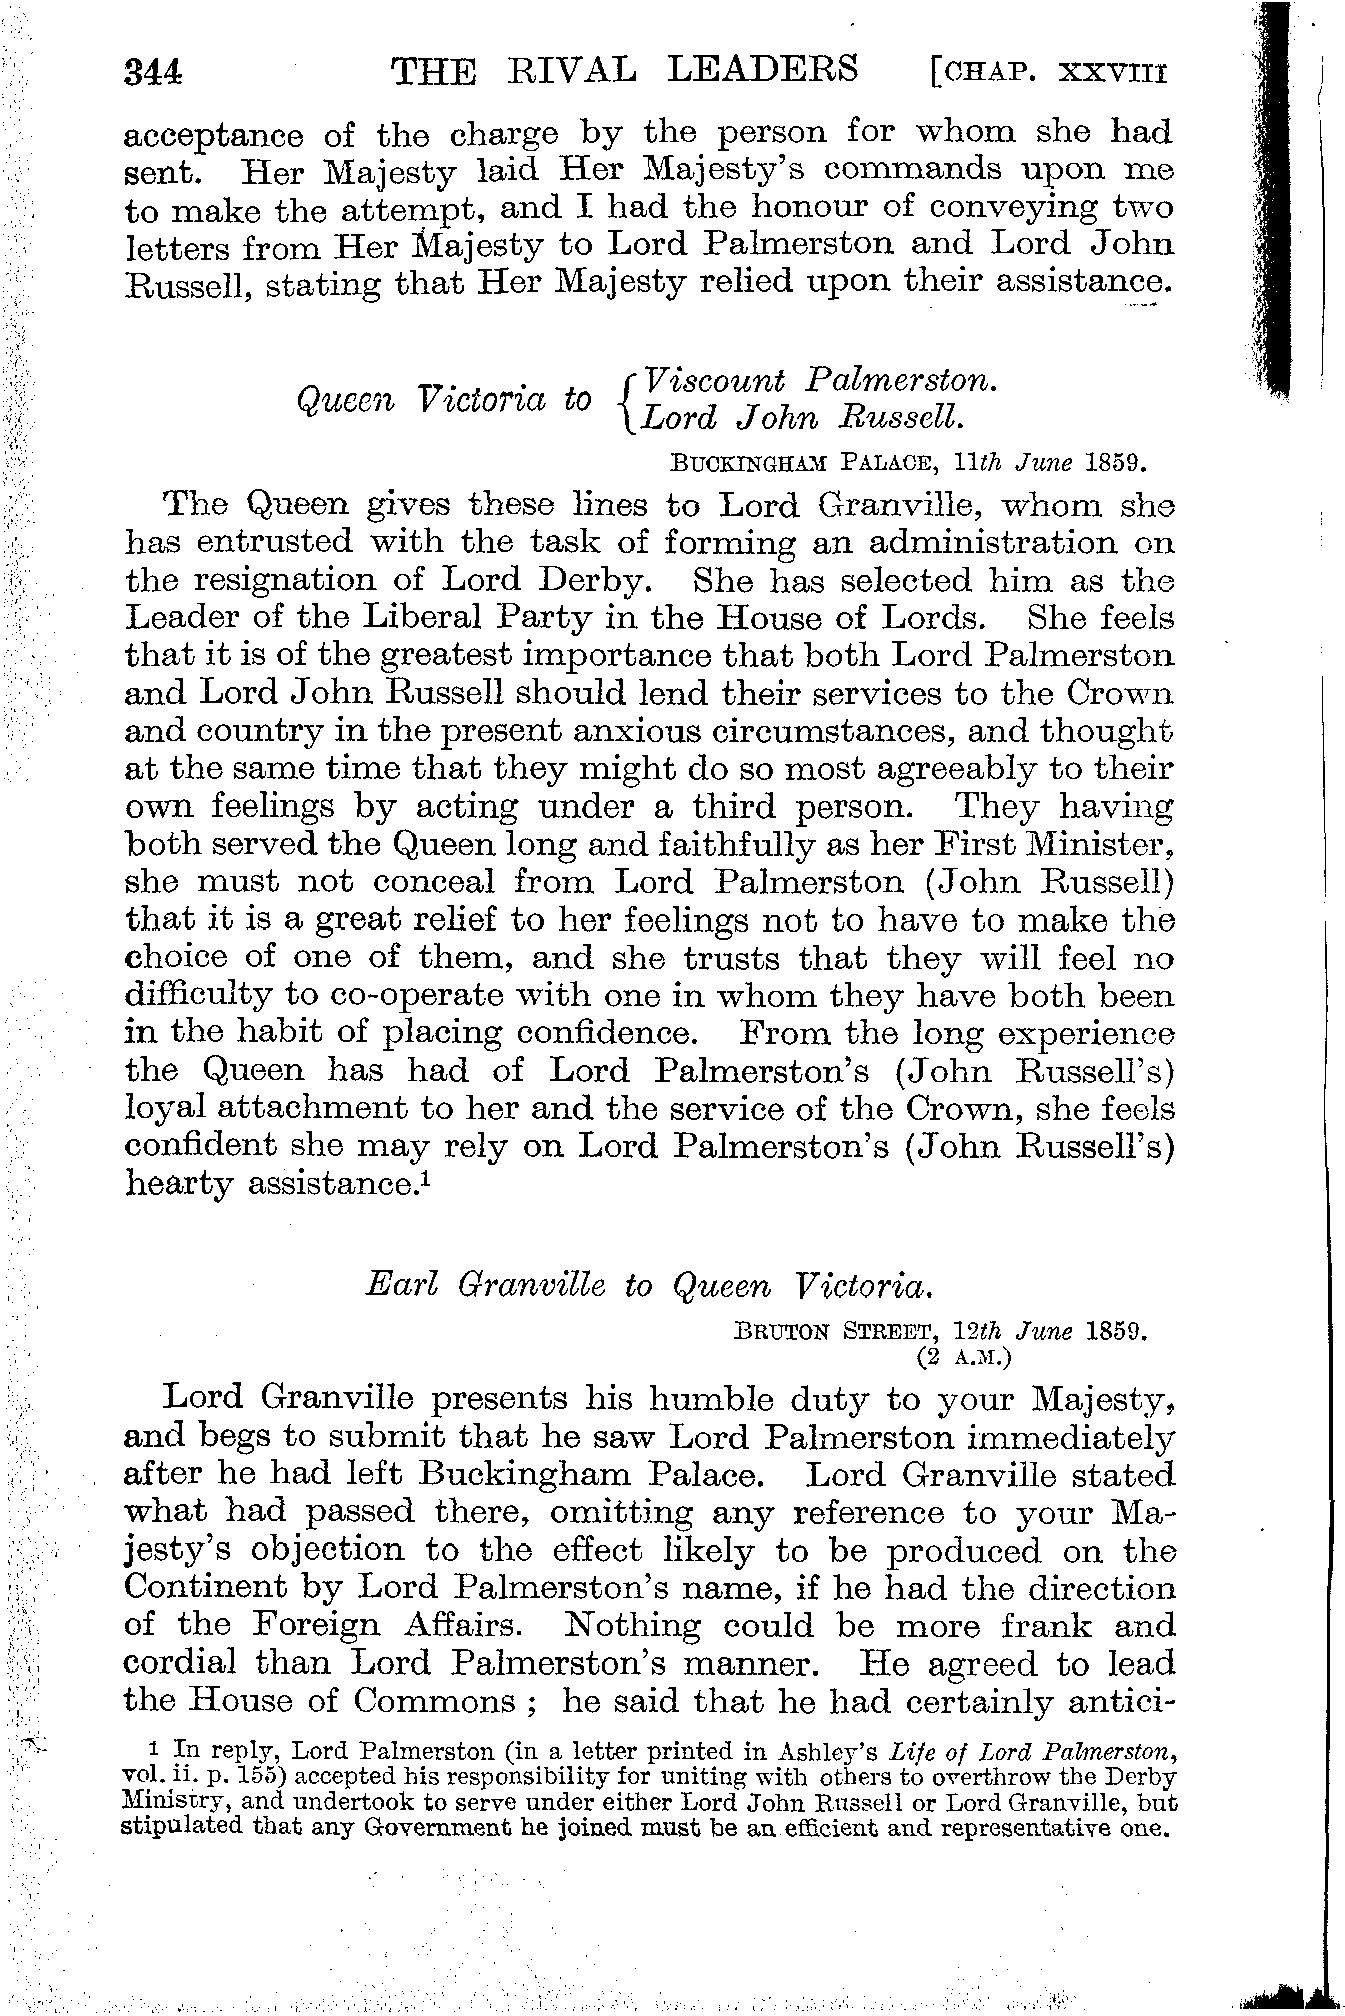 344 THE RIVAL LEADERS [CHAP. XXVIII
acceptance of the charge by the person for whom she had
sent. Her Majesty laid Her Majesty's commands upon me
to make the attempt, and I had the honour of conveying two
letters from Her Majesty to Lord Palmerston and Lord John
Russell, stating that Her Majesty relied upon their assistance.
Queen Victoria to { Viscount Palmerston.
Lord John Russell.
BUCKINGHAM PALACE, 11th June 1859.
The Queen gives these lines to Lord Granville, whom she
has entrusted with the task of forming an administration on
the resignation of Lord Derby. She has selected him as the
Leader of the Liberal Party in the House of Lords. She feels
that it is of the greatest importance that both Lord Palmerston
and Lord John Russell should lend their services to the Crown
and country in the present anxious circumstances, and thought
at the same time that they might do so most agreeably to their
own feelings by acting under a third person. They having
both served the Queen long and faithfully as her First Minister,
she must not conceal from Lord Palmerston (John Russell)
that it is a great relief to her feelings not to have to make the
choice of one of them, and she trusts that they will feel no
difficulty to co-operate with one in whom they have both been
in the habit of placing confidence. From the long experience
the Queen has had of Lord Palmerston's (John Russell's)
loyal attachment to her and the service of the Crown, she feels
confident she may rely on Lord Palmerston's (John Russell's)
hearty assistance.¹
Earl Granville to Queen Victoria.
BRUTON STREET, 12th June 1859.
(2 A.M.)
Lord Granville presents his humble duty to your Majesty,
and begs to submit that he saw Lord Palmerston immediately
after he had left Buckingham Palace. Lord Granville stated
what had passed there, omitting any reference to your Ma-
jesty's objection to the effect likely to be produced on the
Continent by Lord Palmerston's name, if he had the direction
of the Foreign Affairs. Nothing could be more frank and
cordial than Lord Palmerston's manner. He agreed to lead
the House of Commons ; he said that he had certainly antici-
1 In reply, Lord Palmerston (in a letter printed in Ashley's Life of Lord Palmerston,
vol. ii. p. 155) accepted his responsibility for uniting with others to overthrow the Derby
Ministry, and undertook to serve under either Lord John Russell or Lord Granville, but
stipulated that any Government he joined must be an efficient and representative one.